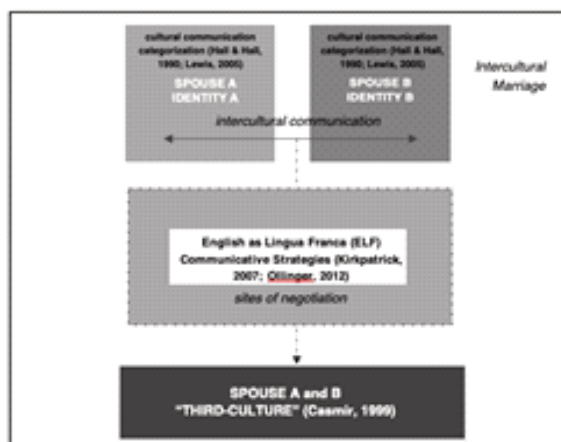 cultural communication
categorization (Hall & Hall,
1990; Lewis, 2005)
SPOUSE A
IDENTITY A
cultural communication
categorization (Hall & Hall,
1990; Lewis, 2005)
SPOUSE B
IDENTITY B
Intercultural
Marriage
intercultural communication
English as Lingua Franca (ELF)
Communicative Strategies (Kirkpatrick,
2007; Ollinger, 2012)
sites of negotiation
SPOUSE A and B
“THIRD-CULTURE” (Casmir, 1999)